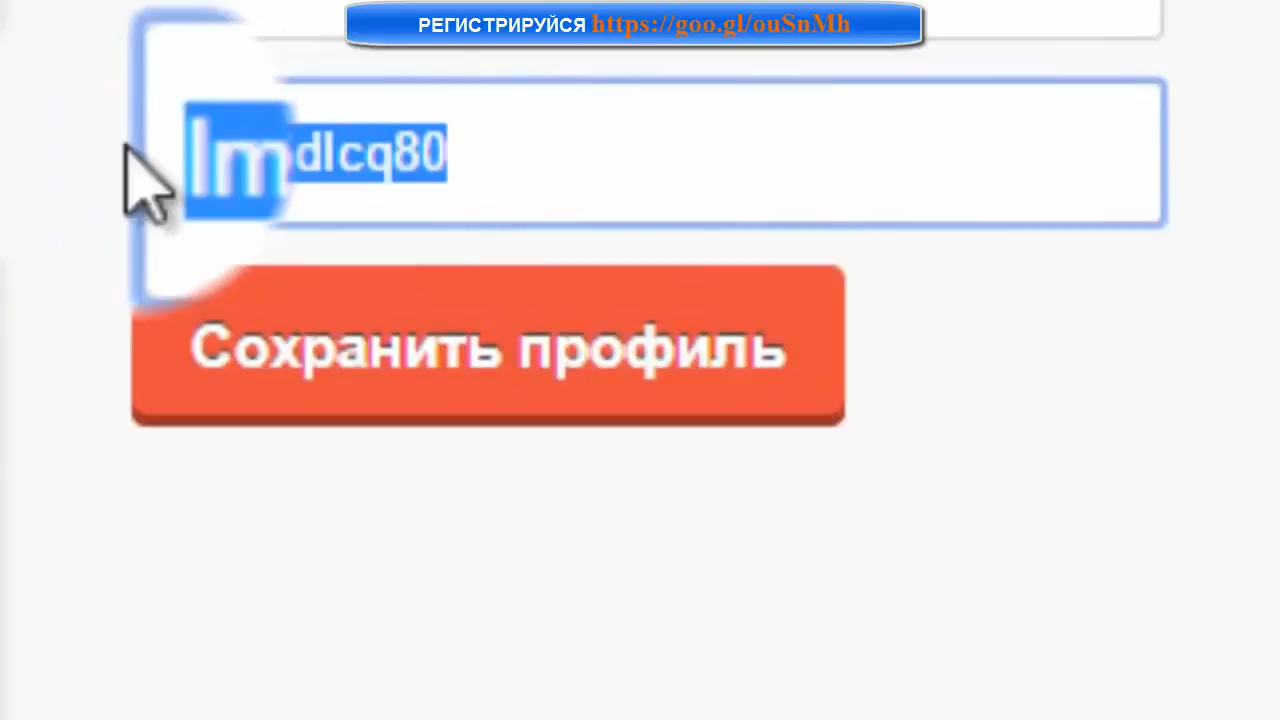 РЕГИСТРИРУЙСЯ https://goo.gl/ouSnMh
lmdlcq80
Сохранить профиль